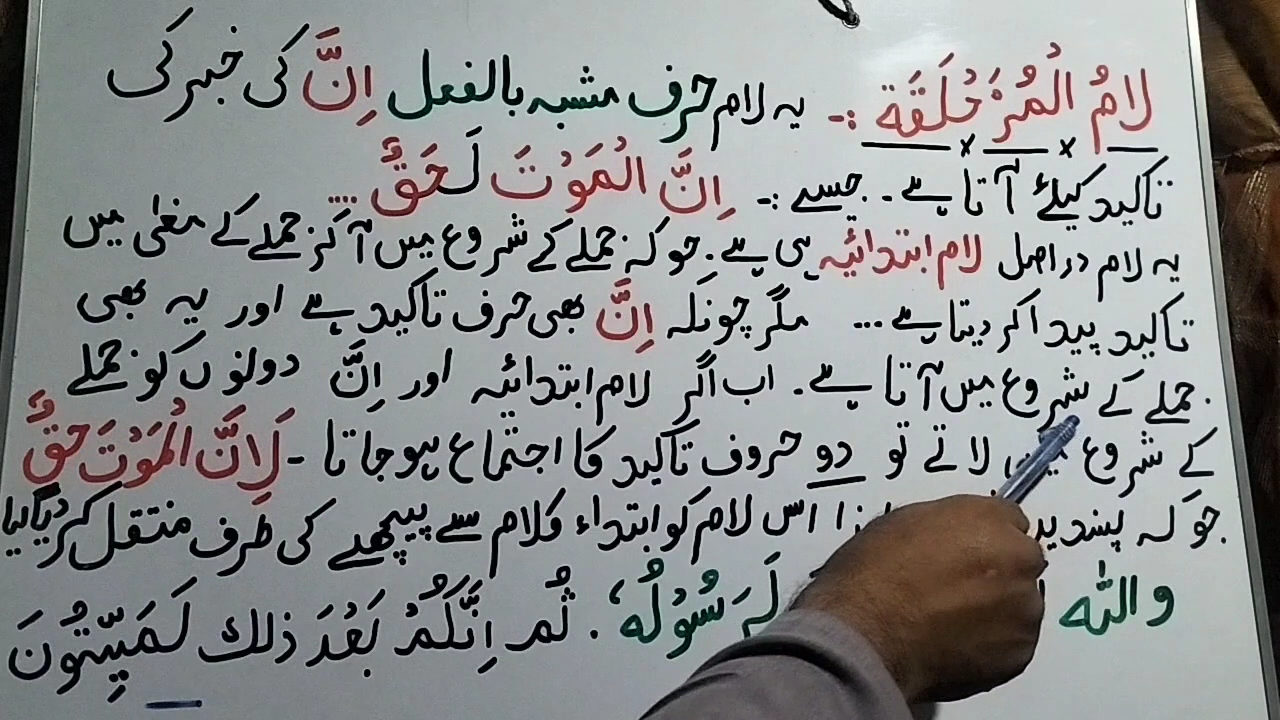 لامُ الْمُزَحْلَقَة :- یہ لام حرف مشبہ بالفعل اِنَّ کی خبر کی
تاکید کیلئے آتا ہے۔ جیسے :- اِنَّ الْمَوْتَ لَحَقٌّ ....
یہ لام دراصل لام ابتدائیہ ہی ہے۔ جو کہ جملے کے شروع میں آ کر جملے کے معنیٰ میں
تاکید پیدا کر دیتا ہے ... مگر چونکہ اِنَّ بھی حرف تاکید ہے اور یہ بھی
جملے کے شروع میں آتا ہے۔ اب اگر لام ابتدائیہ اور اِنَّ دونوں کو جملے
کے شروع میں لاتے تو دو حروف تاکید کا اجتماع ہو جاتا - لَاِنَّ الْمَوْتَ حَقٌّ
جو کہ اس لام کو ابتداء کلام سے پیچھے کی طرف منتقل کر دیا گیا
واللہ لَرَسُوْلُهٗ . ثُمَّ اِنَّكُمْ بَعْدَ ذٰلك لَمَيِّتُوْنَ